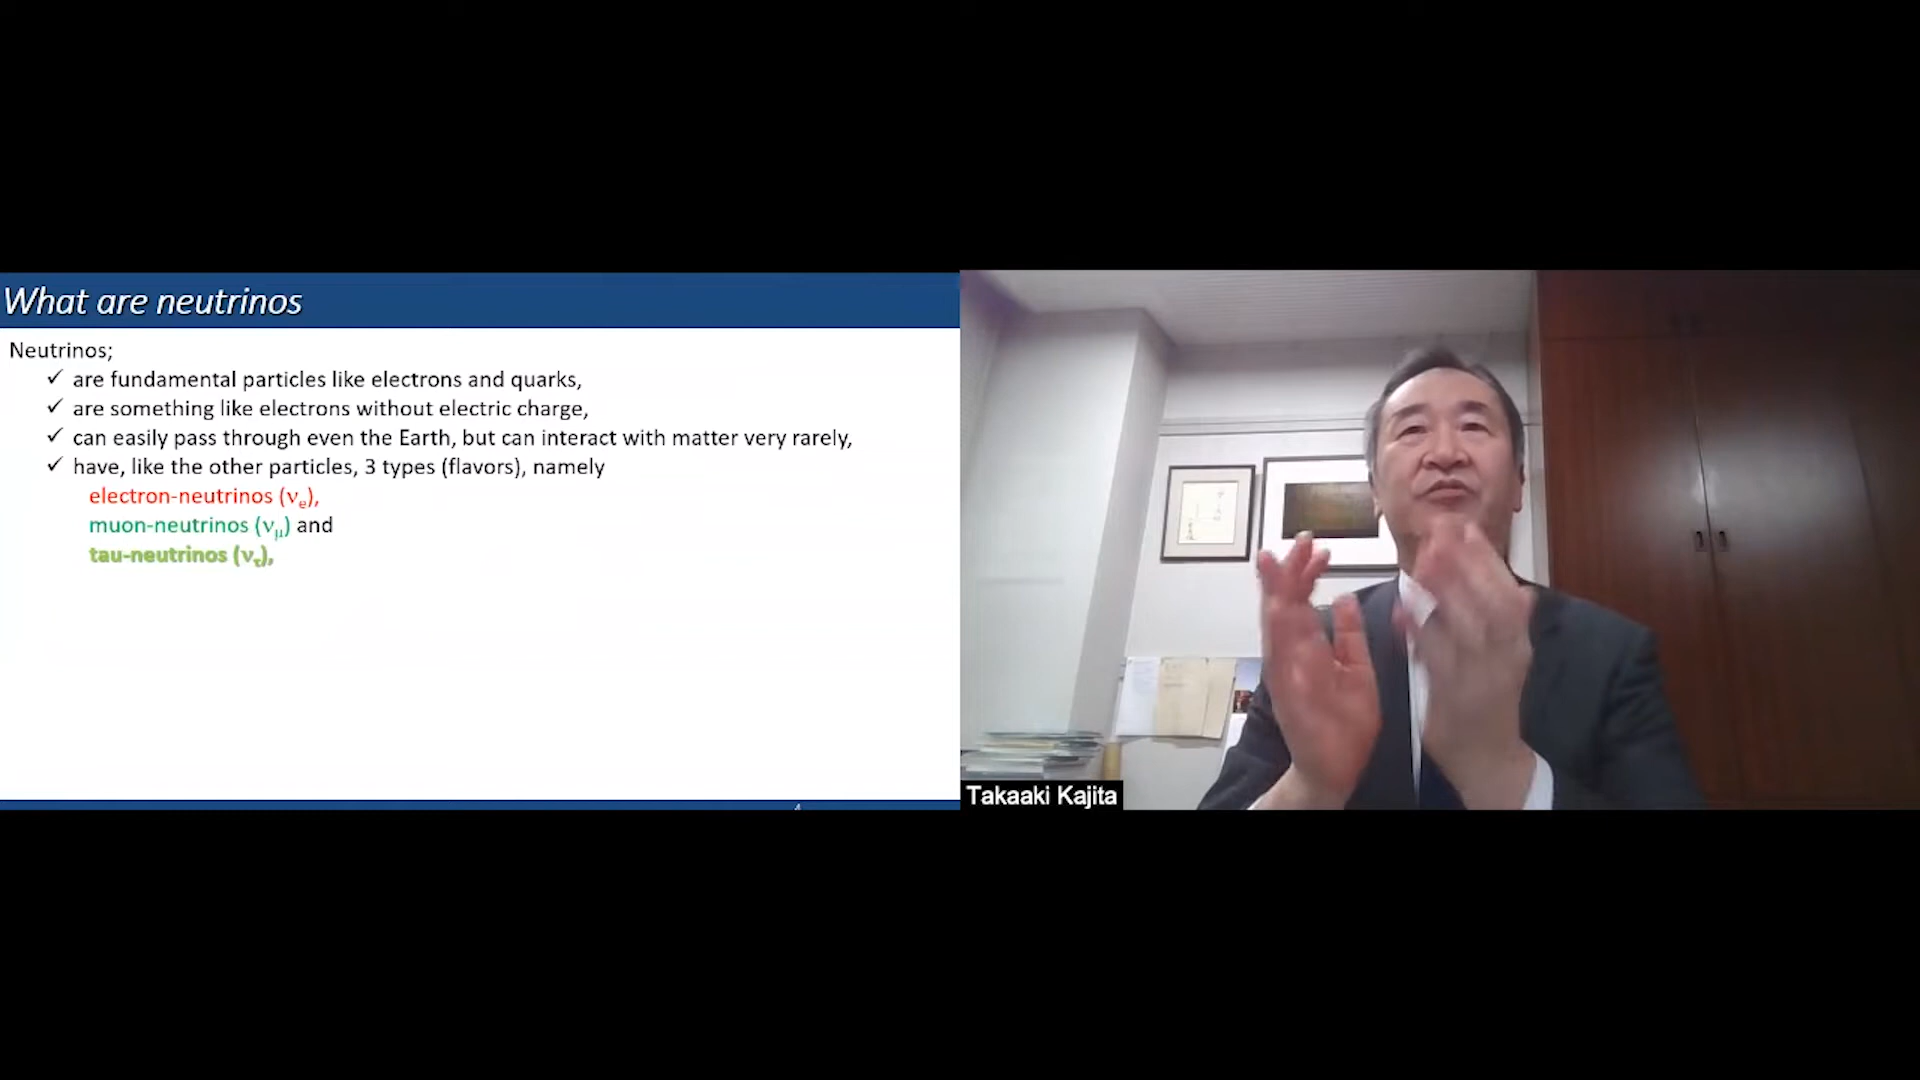 What are neutrinos
Neutrinos;
✓ are fundamental particles like electrons and quarks,
✓ are something like electrons without electric charge,
✓ can easily pass through even the Earth, but can interact with matter very rarely,
✓ have, like the other particles, 3 types (flavors), namely
electron-neutrinos (νe),
muon-neutrinos (νμ) and
tau-neutrinos (ντ),
4
Takaaki Kajita